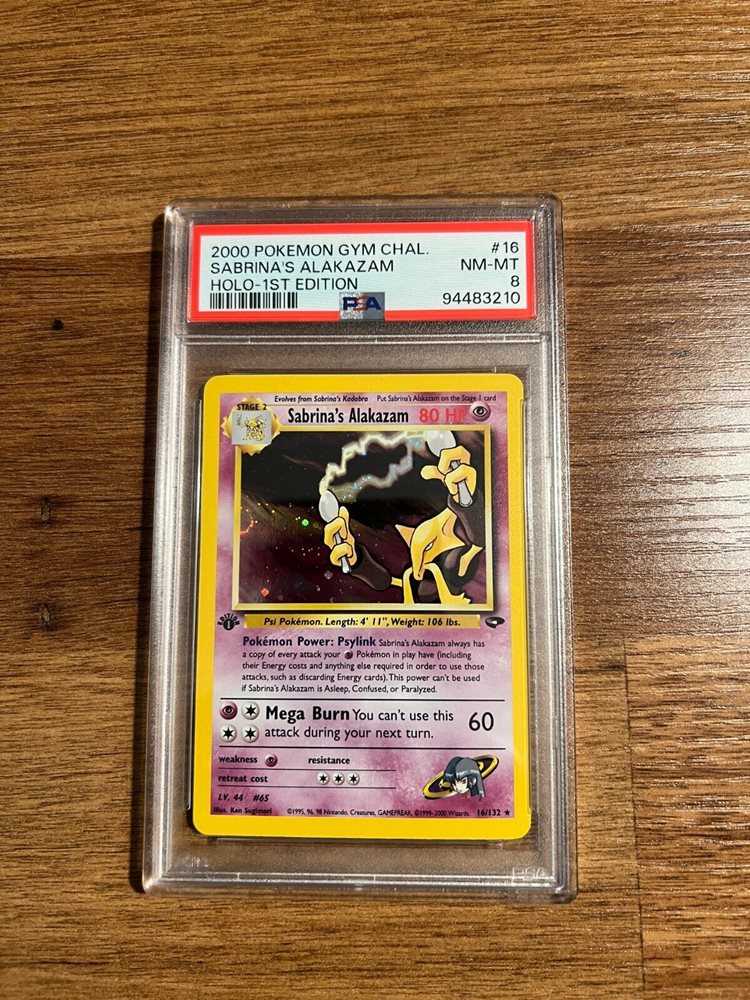 2000 POKEMON GYM CHAL. #16
SABRINA'S ALAKAZAM NM-MT
HOLO-1ST EDITION 8
PSA 94483210
Evolves from Sabrina's Kadabra Put Sabrina's Alakazam on the Stage 1 card
STAGE 2
Sabrina's Alakazam 80 HP
EDITION 1
Psi Pokémon. Length: 4' 11", Weight: 106 lbs.
Pokémon Power: Psylink Sabrina's Alakazam always has
a copy of every attack your Pokémon in play have (including
their Energy costs and anything else required in order to use those
attacks, such as discarding Energy cards). This power can't be used
if Sabrina's Alakazam is Asleep, Confused, or Paralyzed.
Mega Burn You can't use this
attack during your next turn. 60
weakness resistance
retreat cost
LV. 44 #65
Illus. Ken Sugimori ©1995, 96, 98 Nintendo, Creatures, GAMEFREAK. ©1999-2000 Wizards. 16/132
PSA